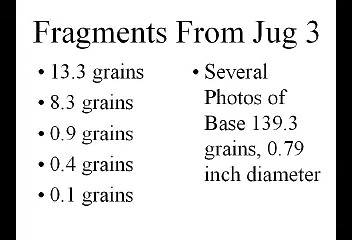 Fragments From Jug 3
• 13.3 grains
• 8.3 grains
• 0.9 grains
• 0.4 grains
• 0.1 grains
• Several
Photos of
Base 139.3
grains, 0.79
inch diameter